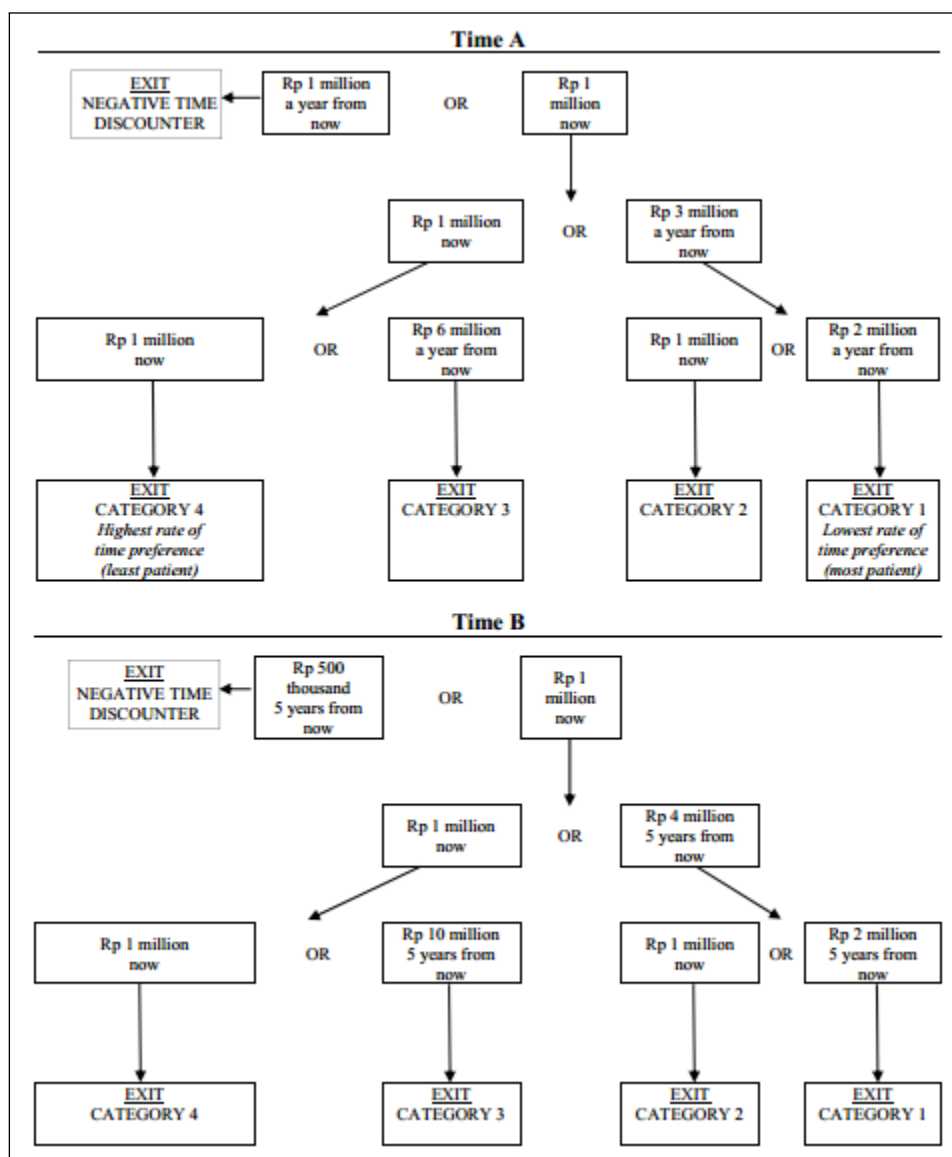 Time A
EXIT
NEGATIVE TIME
DISCOUNTER
Rp 1 million
a year from
now
OR
Rp 1
million
now
Rp 1 million
now
OR
Rp 3 million
a year from
now
Rp 1 million
now
OR
Rp 6 million
a year from
now
Rp 1 million
now
OR
Rp 2 million
a year from
now
EXIT
CATEGORY 4
Highest rate of
time preference
(least patient)
EXIT
CATEGORY 3
EXIT
CATEGORY 2
EXIT
CATEGORY 1
Lowest rate of
time preference
(most patient)
Time B
EXIT
NEGATIVE TIME
DISCOUNTER
Rp 500
thousand
5 years from
now
OR
Rp 1
million
now
Rp 1 million
now
OR
Rp 4 million
5 years from
now
Rp 1 million
now
OR
Rp 10 million
5 years from
now
Rp 1 million
now
OR
Rp 2 million
5 years from
now
EXIT
CATEGORY 4
EXIT
CATEGORY 3
EXIT
CATEGORY 2
EXIT
CATEGORY 1